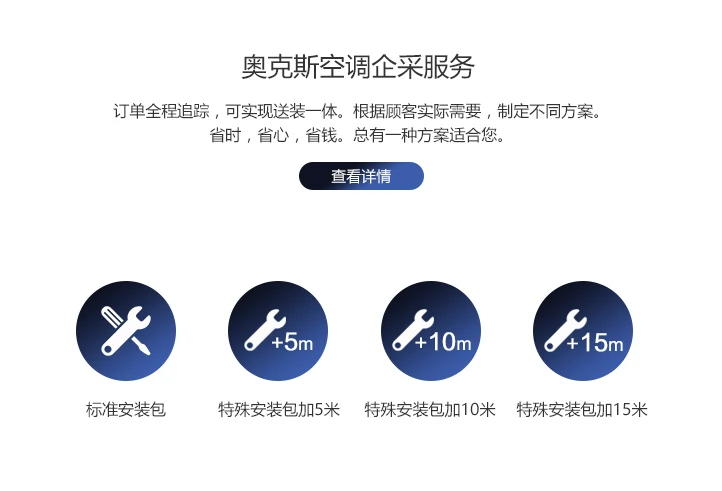 奥克斯空调企采服务
订单全程追踪，可实现送装一体。根据顾客实际需要，制定不同方案。
省时，省心，省钱。总有一种方案适合您。
查看详情
+5m
+10m
+15m
标准安装包
特殊安装包加5米
特殊安装包加10米
特殊安装包加15米